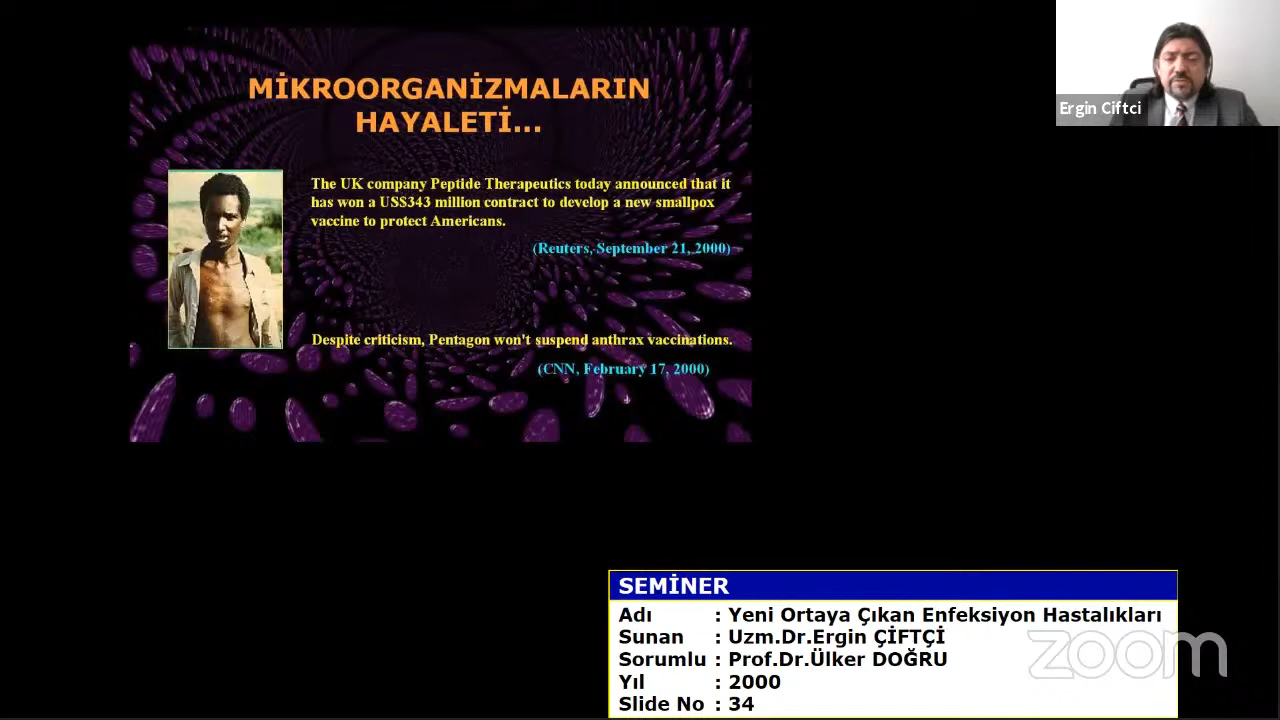 MİKROORGANİZMALARIN
HAYALETİ...
The UK company Peptide Therapeutics today announced that it
has won a US$343 million contract to develop a new smallpox
vaccine to protect Americans.
(Reuters, September 21, 2000)
Despite criticism, Pentagon won't suspend anthrax vaccinations.
(CNN, February 17, 2000)
Ergin Ciftci
SEMİNER
Adı : Yeni Ortaya Çıkan Enfeksiyon Hastalıkları
Sunan : Uzm.Dr.Ergin ÇİFTÇİ
Sorumlu : Prof.Dr.Ülker DOĞRU
Yıl : 2000
Slide No : 34
zoom